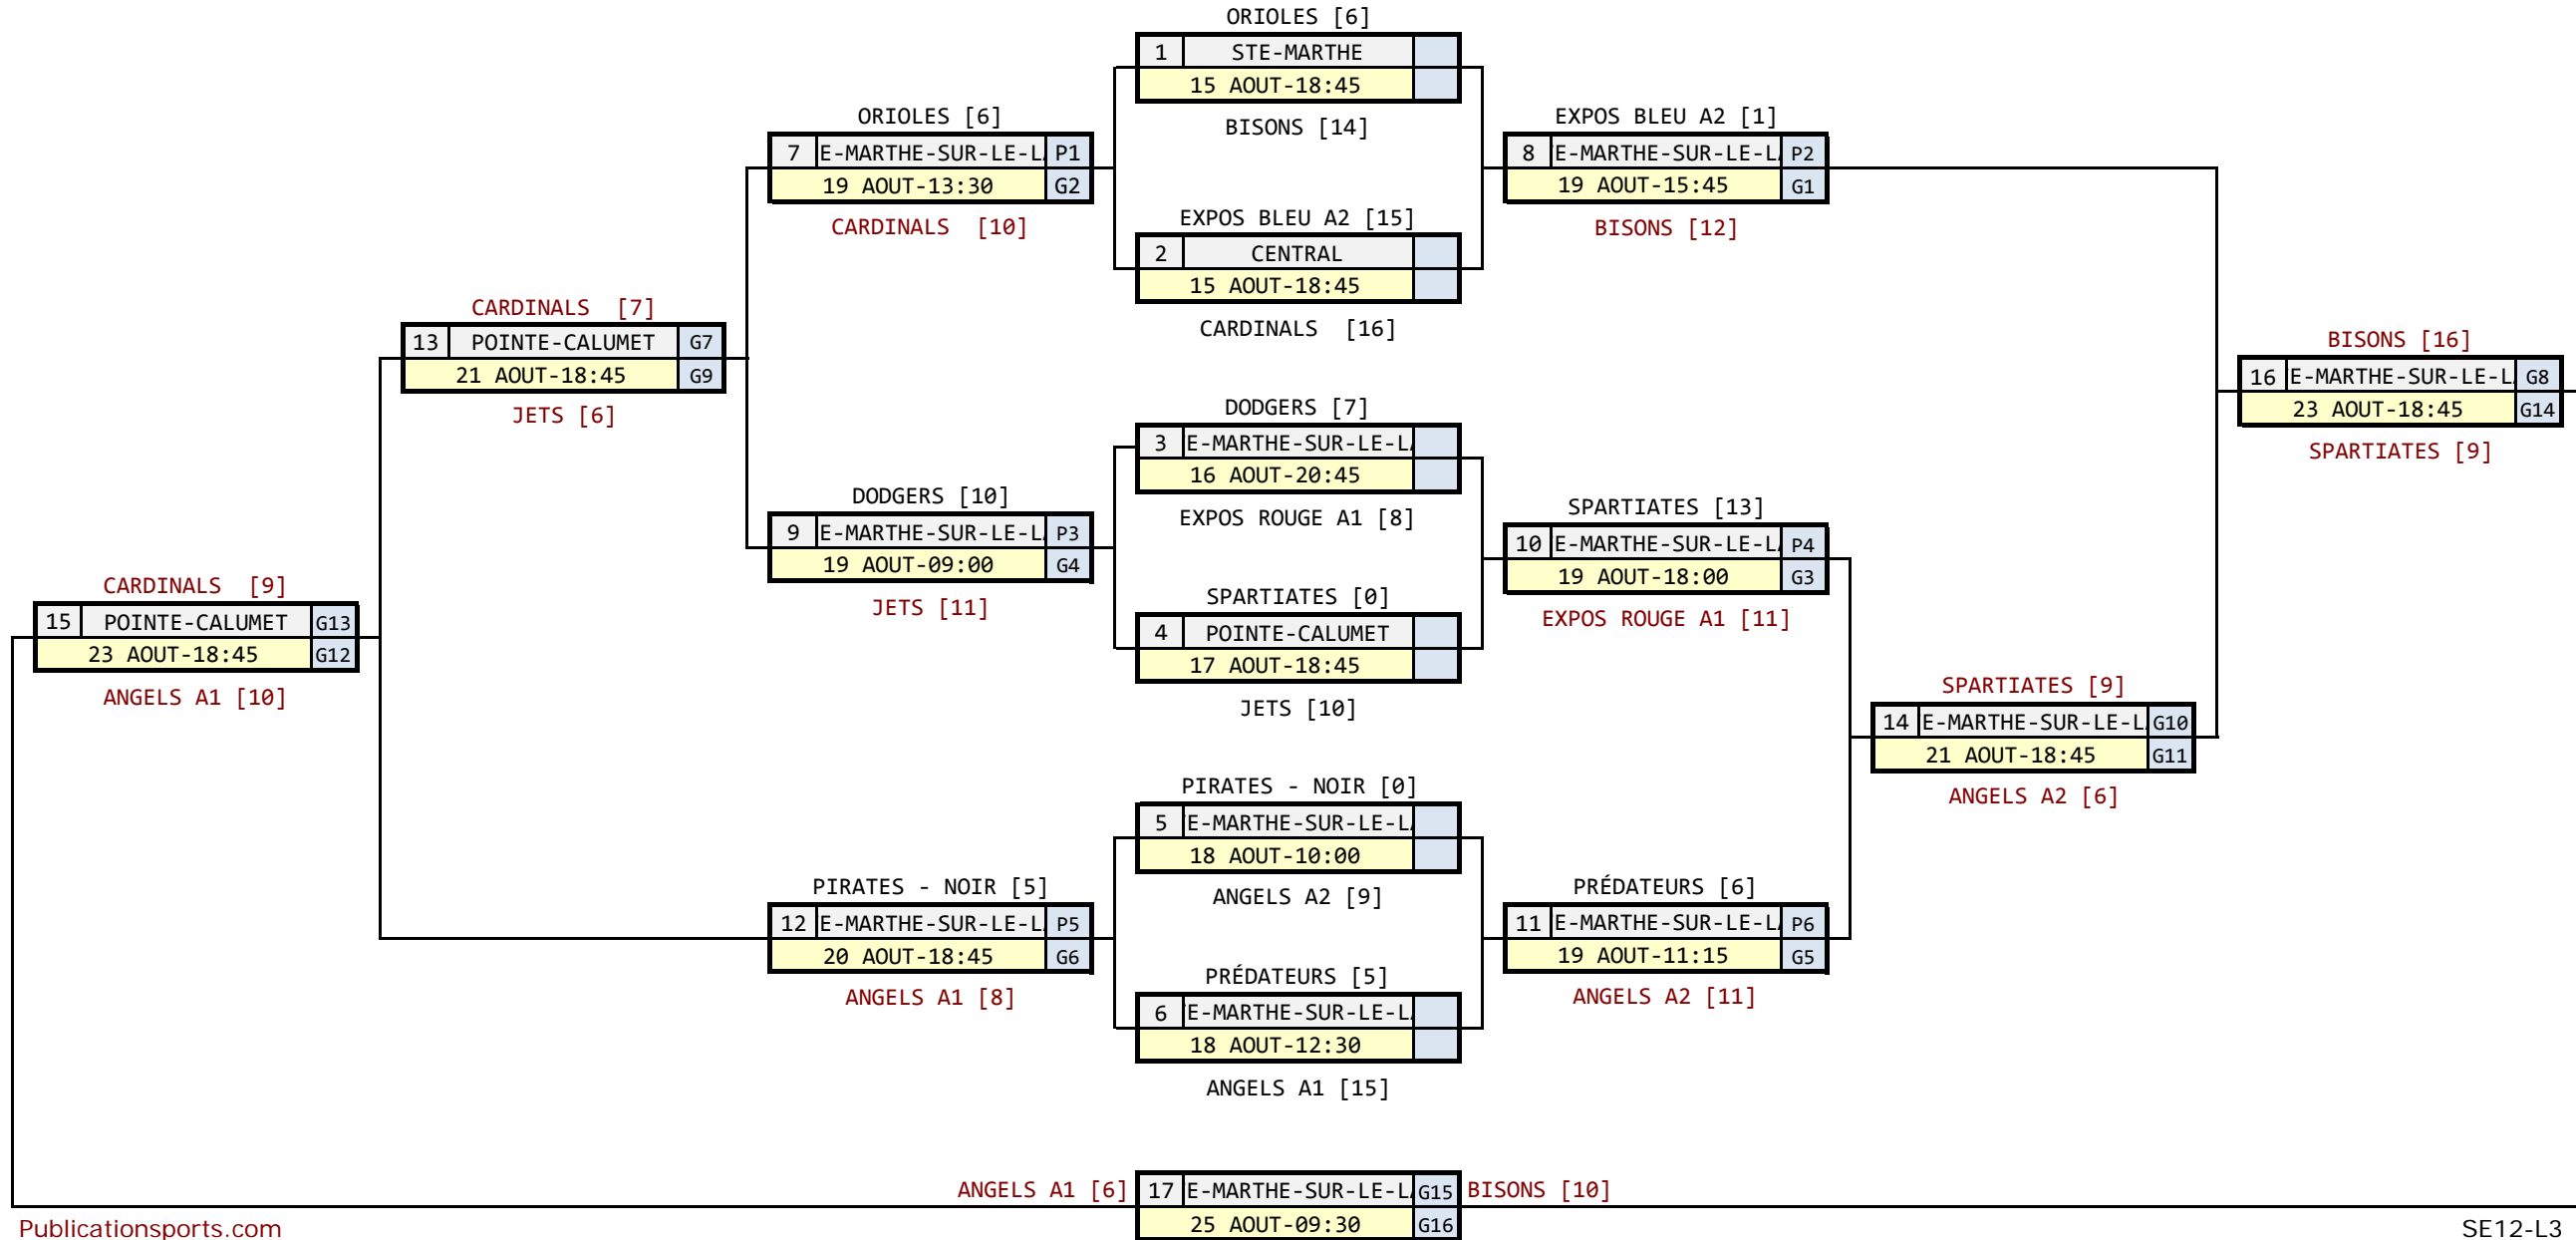 ORIOLES [6]
1 STE-MARTHE
15 AOUT-18:45
BISONS [14]
ORIOLES [6]
7 E-MARTHE-SUR-LE-L P1
19 AOUT-13:30 G2
CARDINALS [10]
EXPOS BLEU A2 [1]
8 E-MARTHE-SUR-LE-L P2
19 AOUT-15:45 G1
BISONS [12]
EXPOS BLEU A2 [15]
2 CENTRAL
15 AOUT-18:45
CARDINALS [16]
CARDINALS [7]
13 POINTE-CALUMET G7
21 AOUT-18:45 G9
JETS [6]
BISONS [16]
16 E-MARTHE-SUR-LE-L G8
23 AOUT-18:45 G14
SPARTIATES [9]
DODGERS [7]
3 E-MARTHE-SUR-LE-L
16 AOUT-20:45
EXPOS ROUGE A1 [8]
DODGERS [10]
9 E-MARTHE-SUR-LE-L P3
19 AOUT-09:00 G4
JETS [11]
SPARTIATES [13]
10 E-MARTHE-SUR-LE-L P4
19 AOUT-18:00 G3
EXPOS ROUGE A1 [11]
CARDINALS [9]
15 POINTE-CALUMET G13
23 AOUT-18:45 G12
ANGELS A1 [10]
SPARTIATES [0]
4 POINTE-CALUMET
17 AOUT-18:45
JETS [10]
SPARTIATES [9]
14 E-MARTHE-SUR-LE-L G10
21 AOUT-18:45 G11
ANGELS A2 [6]
PIRATES - NOIR [0]
5 E-MARTHE-SUR-LE-L
18 AOUT-10:00
ANGELS A2 [9]
PIRATES - NOIR [5]
12 E-MARTHE-SUR-LE-L P5
20 AOUT-18:45 G6
ANGELS A1 [8]
PRÉDATEURS [6]
11 E-MARTHE-SUR-LE-L P6
19 AOUT-11:15 G5
ANGELS A2 [11]
PRÉDATEURS [5]
6 E-MARTHE-SUR-LE-L
18 AOUT-12:30
ANGELS A1 [15]
ANGELS A1 [6] 17 E-MARTHE-SUR-LE-L G15 BISONS [10]
25 AOUT-09:30 G16
Publicationsports.com
SE12-L3